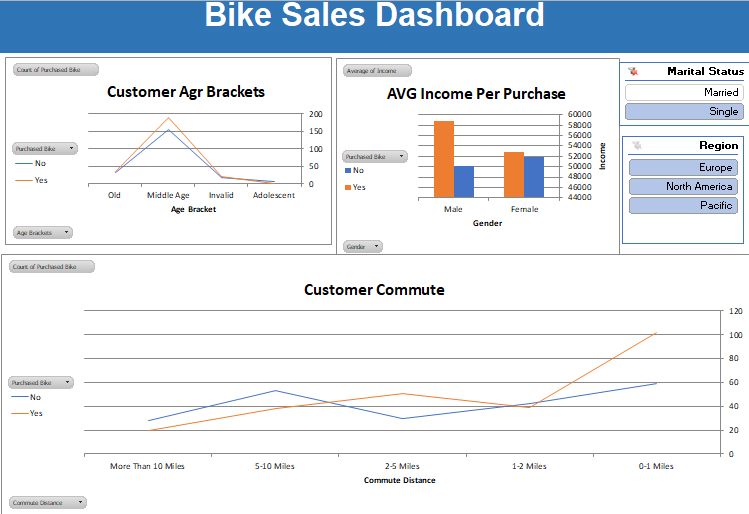 Bike Sales Dashboard
Count of Purchased Bike
Customer Agr Brackets
200
150
100
50
0
Purchased Bike
No
Yes
Old Middle Age Invalid Adolescent
Age Bracket
Age Brackets
Average of Income
AVG Income Per Purchase
60000
58000
56000
54000
52000
50000
48000
46000
44000
Income
Purchased Bike
No
Yes
Male Female
Gender
Gender
Marital Status
Married
Single
Region
Europe
North America
Pacific
Count of Purchased Bike
Customer Commute
120
100
80
60
40
20
0
Purchased Bike
No
Yes
More Than 10 Miles 5-10 Miles 2-5 Miles 1-2 Miles 0-1 Miles
Commute Distance
Commute Distance